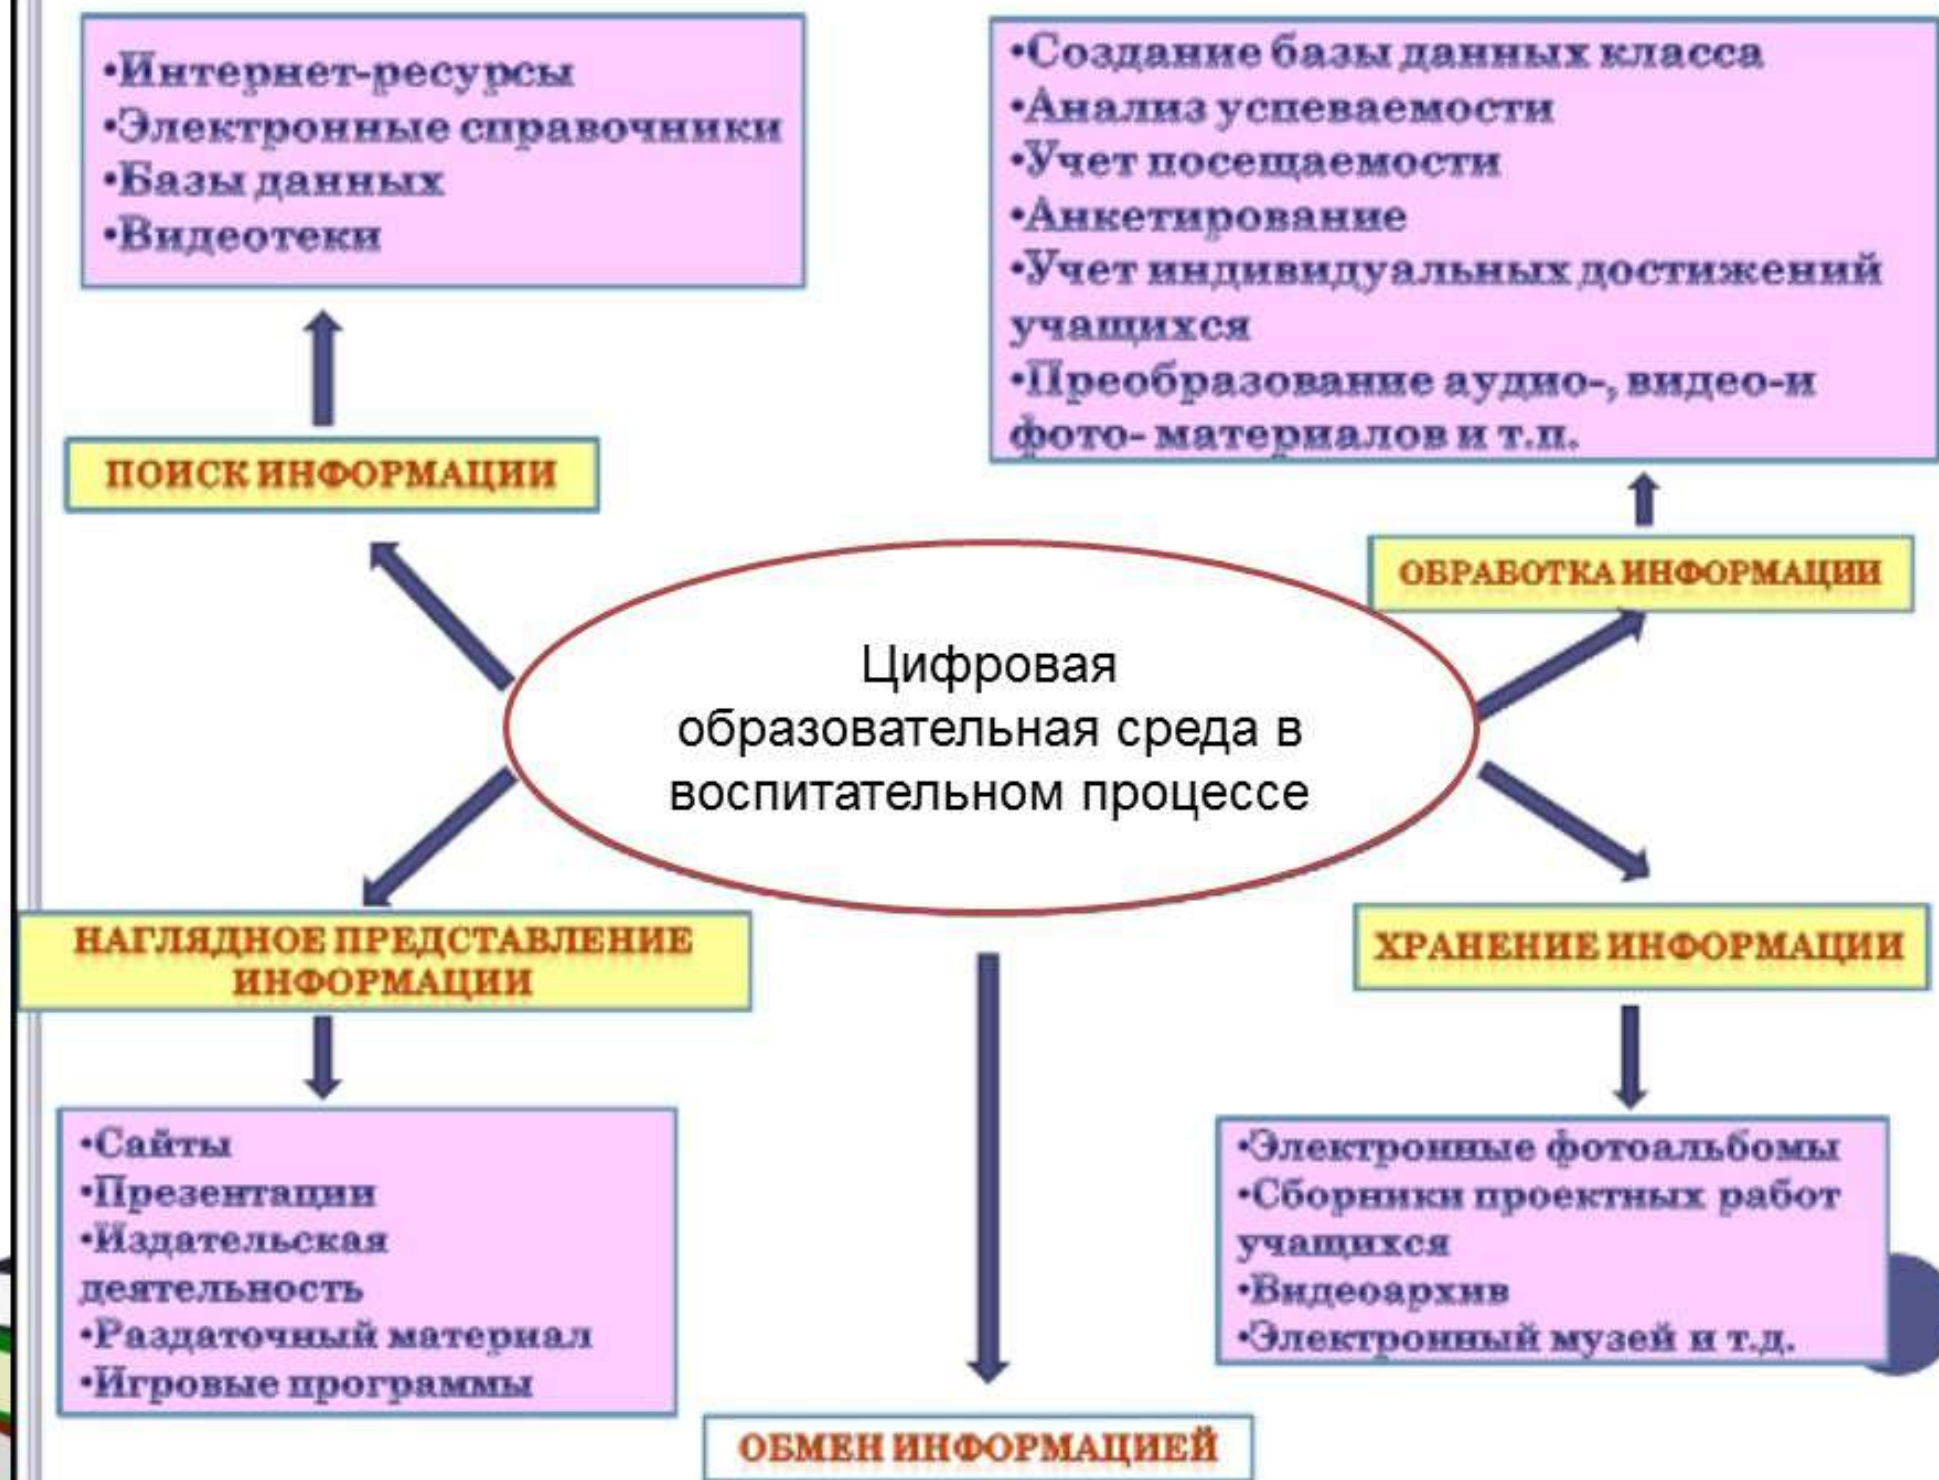 •Интернет-ресурсы
•Электронные справочники
•Базы данных
•Видеотеки
ПОИСК ИНФОРМАЦИИ
•Создание базы данных класса
•Анализ успеваемости
•Учет посещаемости
•Анкетирование
•Учет индивидуальных достижений
учащихся
•Преобразование аудио-, видео-и
фото- материалов и т.п.
ОБРАБОТКА ИНФОРМАЦИИ
Цифровая
образовательная среда в
воспитательном процессе
НАГЛЯДНОЕ ПРЕДСТАВЛЕНИЕ
ИНФОРМАЦИИ
•Сайты
•Презентации
•Издательская
деятельность
•Раздаточный материал
•Игровые программы
ХРАНЕНИЕ ИНФОРМАЦИИ
•Электронные фотоальбомы
•Сборники проектных работ
учащихся
•Видеоархив
•Электронный музей и т.д.
ОБМЕН ИНФОРМАЦИЕЙ